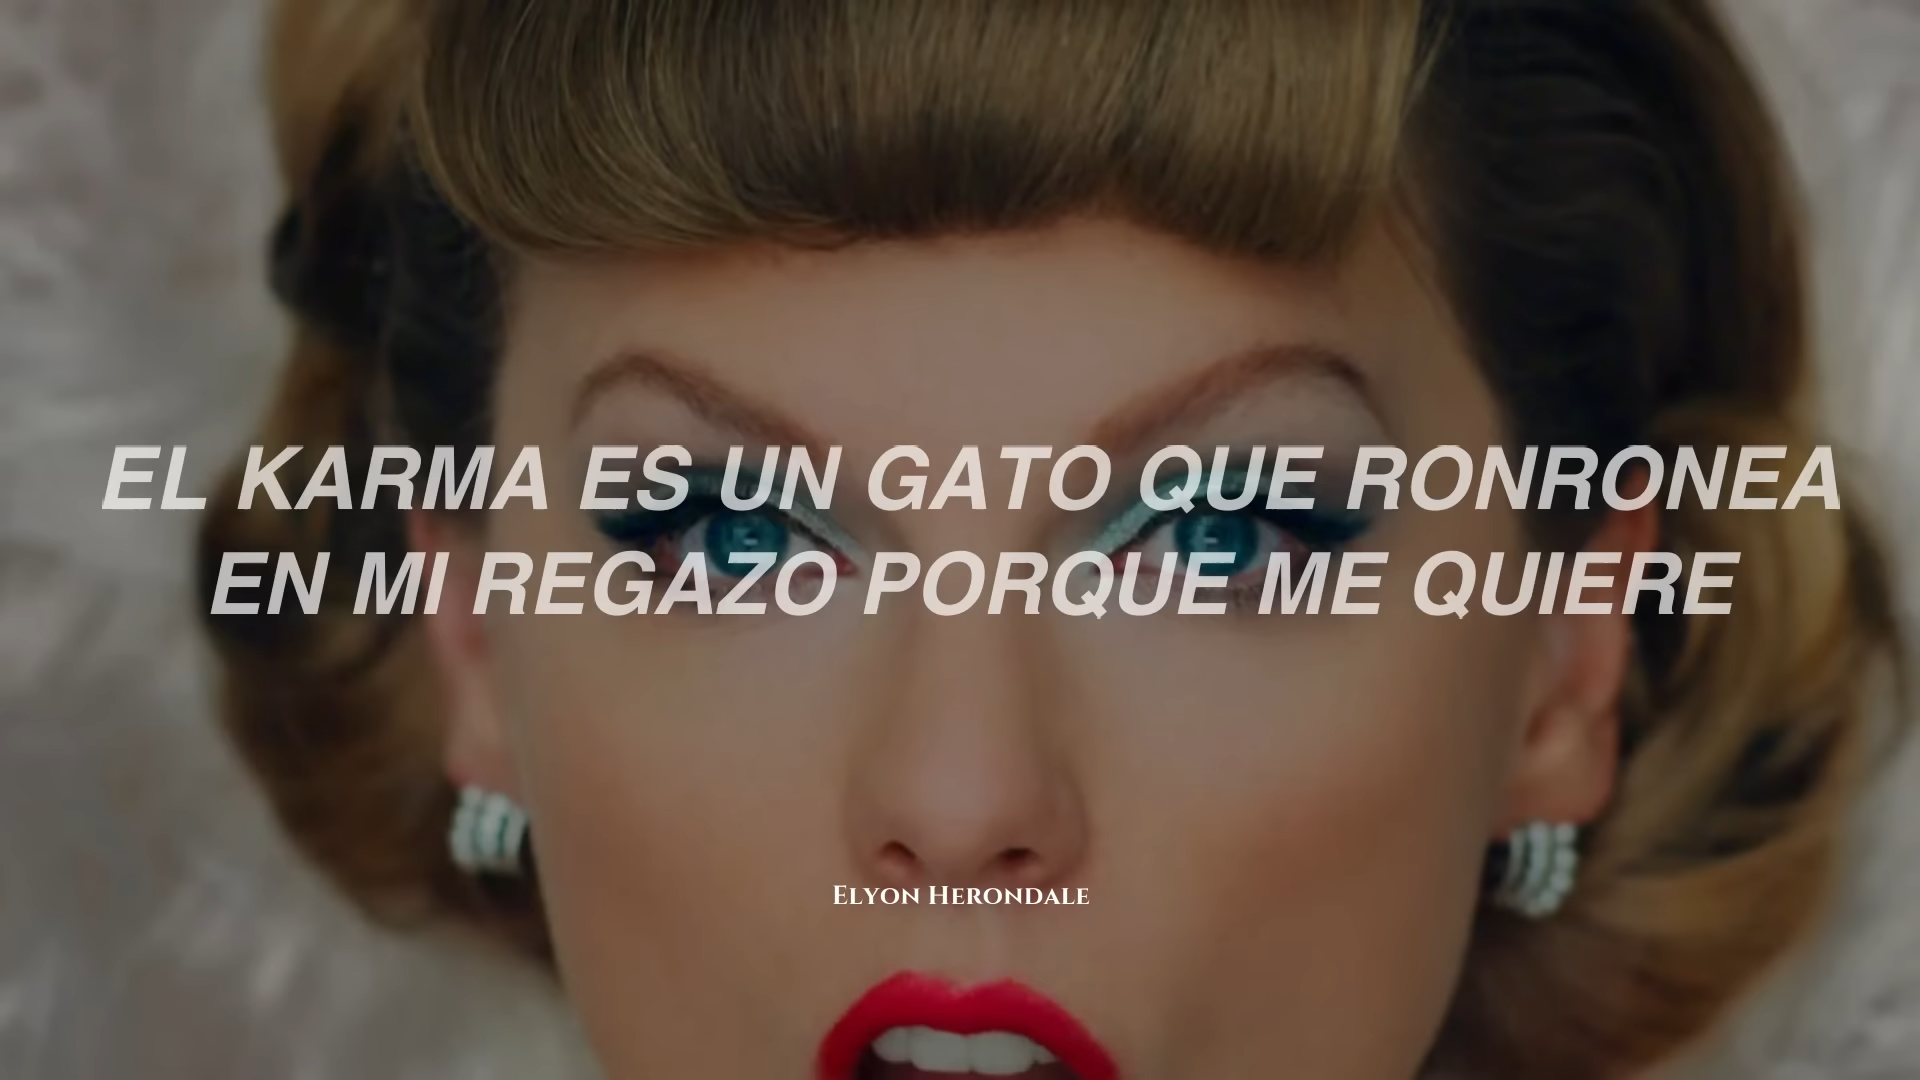 EL KARMA ES UN GATO QUE RONRONEA
EN MI REGAZO PORQUE ME QUIERE
Elyon Herondale